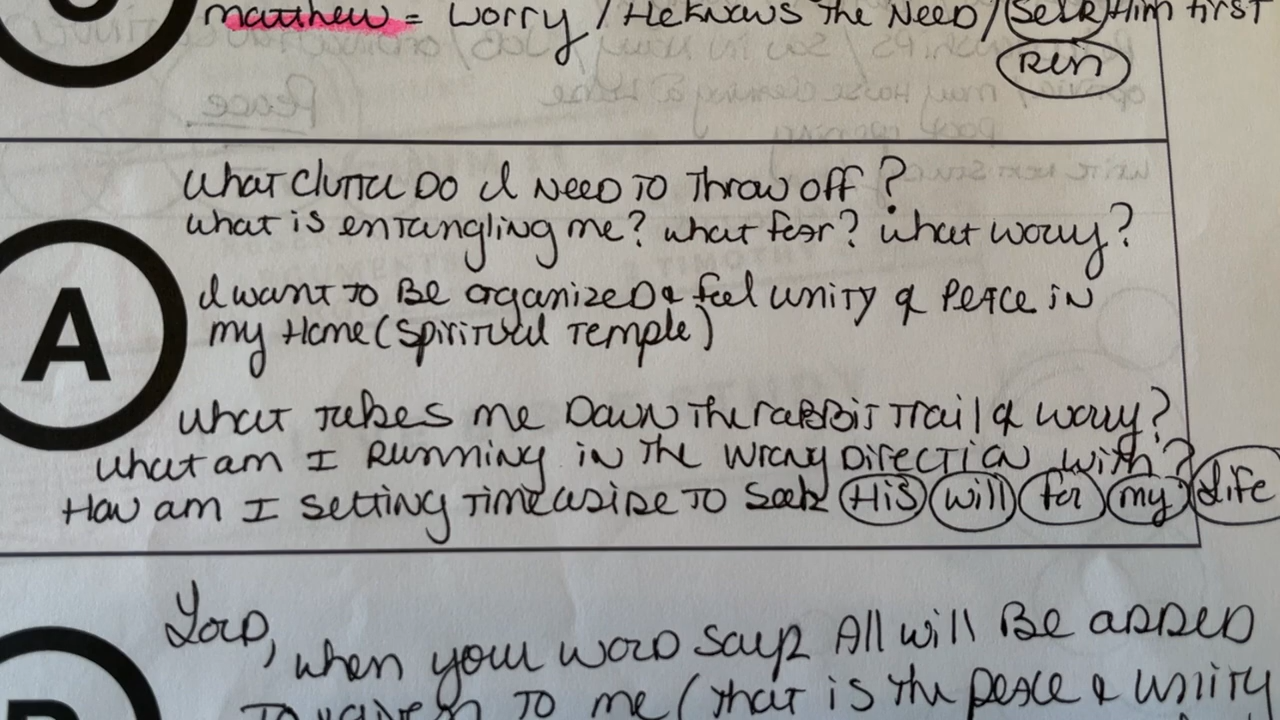 matthew = worry / He knows the Need / Seek Him first
Run
What clutter Do I Need To Throw off?
what is entangling me? what fear? what worry?
A
I want to Be organized & feel unity & peace in
my Home (spiritual Temple)
what takes me Down The rabbit Trail of worry?
what am I Running in The wrong Direction with?
How am I setting Time aside To Seek His will for my Life
Lord,
when your word says All will Be added
To me (that is the peace & unity